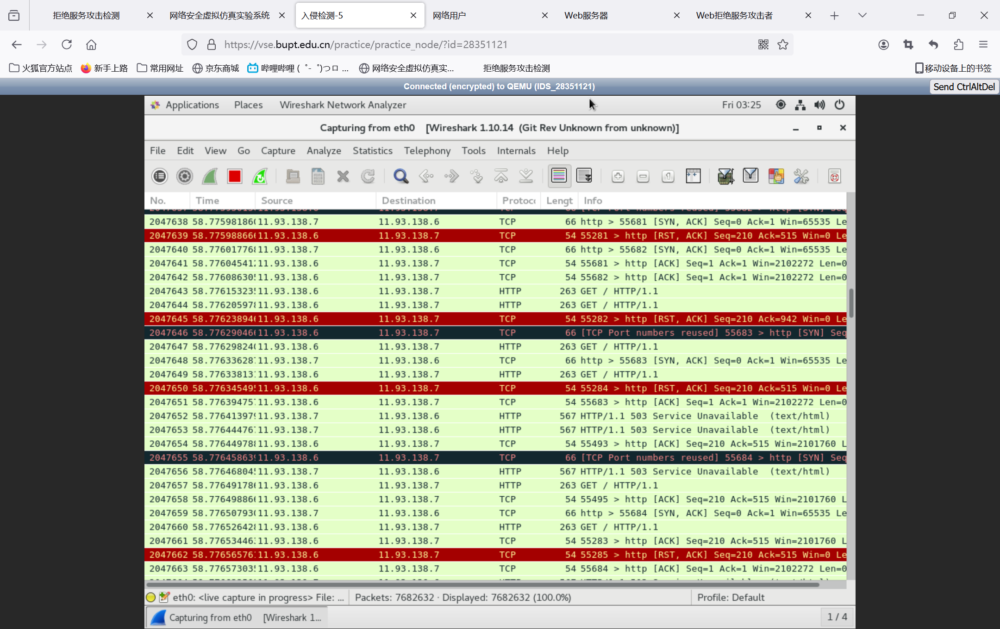 拒绝服务攻击检测
网络安全虚拟仿真实验系统
入侵检测-5
网络用户
Web服务器
Web拒绝服务攻击者
https://vse.bupt.edu.cn/practice/practice_node/?id=28351121
火狐官方站点
新手上路
常用网址
京东商城
哔哩哔哩 ( ゜- ゜)つロ ...
网络安全虚拟仿真实...
拒绝服务攻击检测
移动设备上的书签
Connected (encrypted) to QEMU (IDS_28351121)
Send CtrlAltDel
Applications Places Wireshark Network Analyzer Fri 03:25
Capturing from eth0 [Wireshark 1.10.14 (Git Rev Unknown from unknown)]
File Edit View Go Capture Analyze Statistics Telephony Tools Internals Help
No. Time Source Destination Protoc Lengt Info
2047638 58.77598186 11.93.138.7 11.93.138.6 TCP 66 http > 55681 [SYN, ACK] Seq=0 Ack=1 Win=65535 Le
2047639 58.77598866 11.93.138.6 11.93.138.7 TCP 54 55281 > http [RST, ACK] Seq=210 Ack=515 Win=0 Le
2047640 58.77601776 11.93.138.7 11.93.138.6 TCP 66 http > 55682 [SYN, ACK] Seq=0 Ack=1 Win=65535 Le
2047641 58.77604541 11.93.138.6 11.93.138.7 TCP 54 55681 > http [ACK] Seq=1 Ack=1 Win=2102272 Len=0
2047642 58.77608630 11.93.138.6 11.93.138.7 TCP 54 55682 > http [ACK] Seq=1 Ack=1 Win=2102272 Len=0
2047643 58.77615323 11.93.138.6 11.93.138.7 HTTP 263 GET / HTTP/1.1
2047644 58.77620597 11.93.138.6 11.93.138.7 HTTP 263 GET / HTTP/1.1
2047645 58.77623894 11.93.138.6 11.93.138.7 TCP 54 55282 > http [RST, ACK] Seq=210 Ack=942 Win=0 Le
2047646 58.77629046 11.93.138.6 11.93.138.7 TCP 66 [TCP Port numbers reused] 55683 > http [SYN] Seq
2047647 58.77629824 11.93.138.6 11.93.138.7 HTTP 263 GET / HTTP/1.1
2047648 58.77633628 11.93.138.7 11.93.138.6 TCP 66 http > 55683 [SYN, ACK] Seq=0 Ack=1 Win=65535 Le
2047649 58.77633813 11.93.138.6 11.93.138.7 HTTP 263 GET / HTTP/1.1
2047650 58.77634549 11.93.138.6 11.93.138.7 TCP 54 55284 > http [RST, ACK] Seq=210 Ack=515 Win=0 Le
2047651 58.77639475 11.93.138.6 11.93.138.7 TCP 54 55683 > http [ACK] Seq=1 Ack=1 Win=2102272 Len=0
2047652 58.77641397 11.93.138.7 11.93.138.6 HTTP 567 HTTP/1.1 503 Service Unavailable (text/html)
2047653 58.77644476 11.93.138.7 11.93.138.6 HTTP 567 HTTP/1.1 503 Service Unavailable (text/html)
2047654 58.77644978 11.93.138.6 11.93.138.7 TCP 54 55493 > http [ACK] Seq=210 Ack=515 Win=2101760 L
2047655 58.77645863 11.93.138.6 11.93.138.7 TCP 66 [TCP Port numbers reused] 55684 > http [SYN] Seq
2047656 58.77646804 11.93.138.7 11.93.138.6 HTTP 567 HTTP/1.1 503 Service Unavailable (text/html)
2047657 58.77649178 11.93.138.6 11.93.138.7 HTTP 263 GET / HTTP/1.1
2047658 58.77649886 11.93.138.6 11.93.138.7 TCP 54 55495 > http [ACK] Seq=210 Ack=515 Win=2101760 L
2047659 58.77650793 11.93.138.7 11.93.138.6 TCP 66 http > 55684 [SYN, ACK] Seq=0 Ack=1 Win=65535 Le
2047660 58.77652642 11.93.138.6 11.93.138.7 HTTP 263 GET / HTTP/1.1
2047661 58.77653446 11.93.138.6 11.93.138.7 TCP 54 55283 > http [ACK] Seq=210 Ack=515 Win=2101760 L
2047662 58.77656576 11.93.138.6 11.93.138.7 TCP 54 55285 > http [RST, ACK] Seq=210 Ack=515 Win=0 Le
2047663 58.77657303 11.93.138.6 11.93.138.7 TCP 54 55684 > http [ACK] Seq=1 Ack=1 Win=2102272 Len=0
eth0: <live capture in progress> File: ... Packets: 7682632 · Displayed: 7682632 (100.0%) Profile: Default
Capturing from eth0 [Wireshark 1... 1 / 4